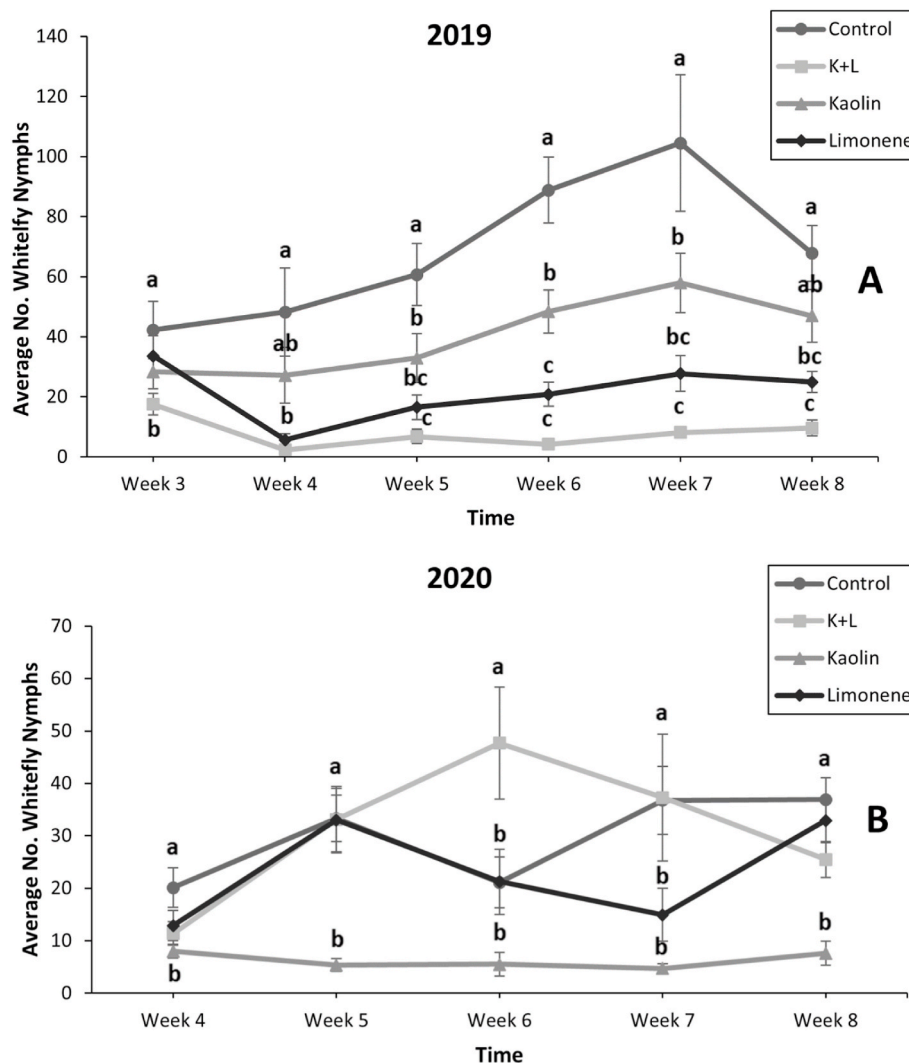 2019
Control
K+L
Kaolin
Limonene
Average No. Whitelfy Nymphs
140
120
100
80
60
40
20
0
a
b
a
ab
b
a
b
bc
c
a
b
c
c
a
b
bc
c
a
ab
bc
c
A
Week 3 Week 4 Week 5 Week 6 Week 7 Week 8
Time
2020
Control
K+L
Kaolin
Limonene
Average No. Whitefly Nymphs
70
60
50
40
30
20
10
0
a
b
a
b
a
b
b
a
b
b
a
b
B
Week 4 Week 5 Week 6 Week 7 Week 8
Time